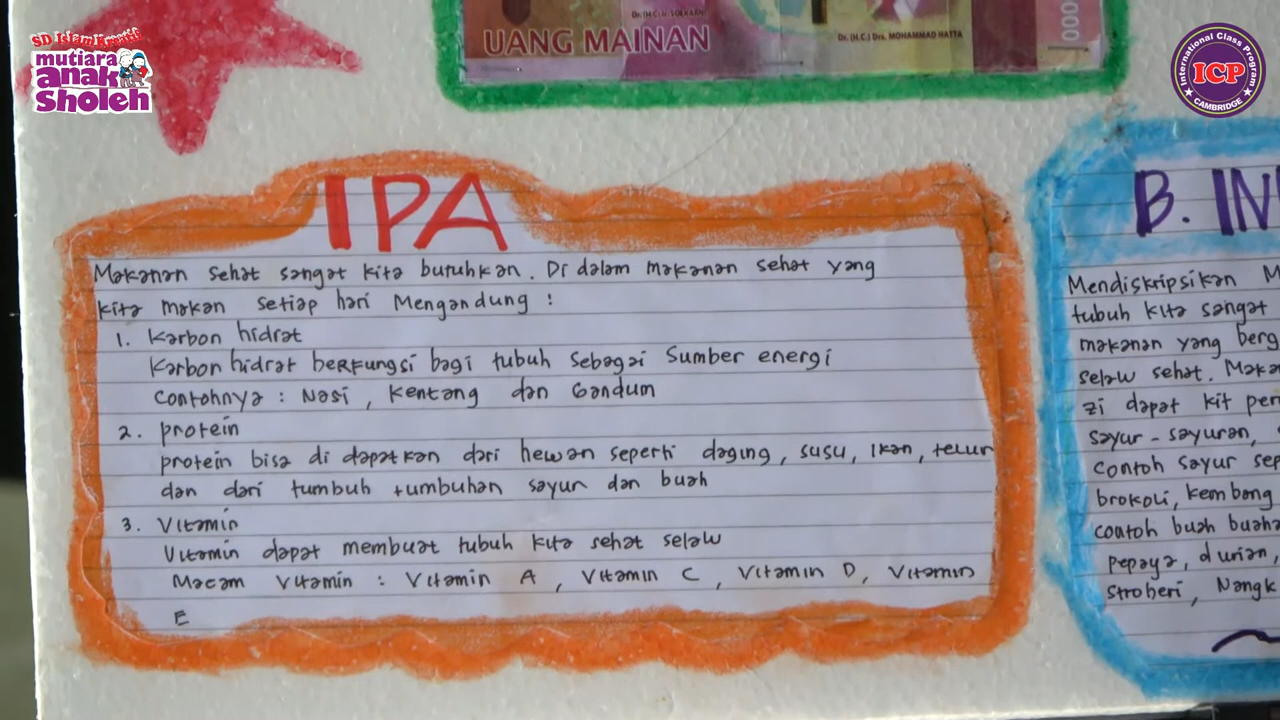 SD Islam Kreatif
mutiara
anak
Sholeh
International Class Program
ICP
CAMBRIDGE
UANG MAINAN
Dr. (H.C.) Drs. MOHAMMAD HATTA
000
IPA
Makanan sehat sangat kita butuhkan. Di dalam makanan sehat yang
kita makan setiap hari Mengandung :
1. Karbon hidrat
Karbon hidrat berfungsi bagi tubuh sebagai Sumber energi
Contohnya : Nasi , Kentang dan Gandum
2. protein
protein bisa di dapatkan dari hewan seperti daging, susu, ikan, telur
dan dari tumbuh tumbuhan sayur dan buah
3. Vitamin
Vitamin dapat membuat tubuh kita sehat selalu
Macam Vitamin : Vitamin A , Vitamin C , Vitamin D, Vitamin
E
B. IN
Mendiskripsikan M
tubuh kita sangat
makanan yang berg
selalu sehat. Maka
zi dapat kit per
sayur-sayuran,
contoh sayur sep
brokoli, kembang
contoh buah buaha
pepaya, durian,
stroberi, Nangk